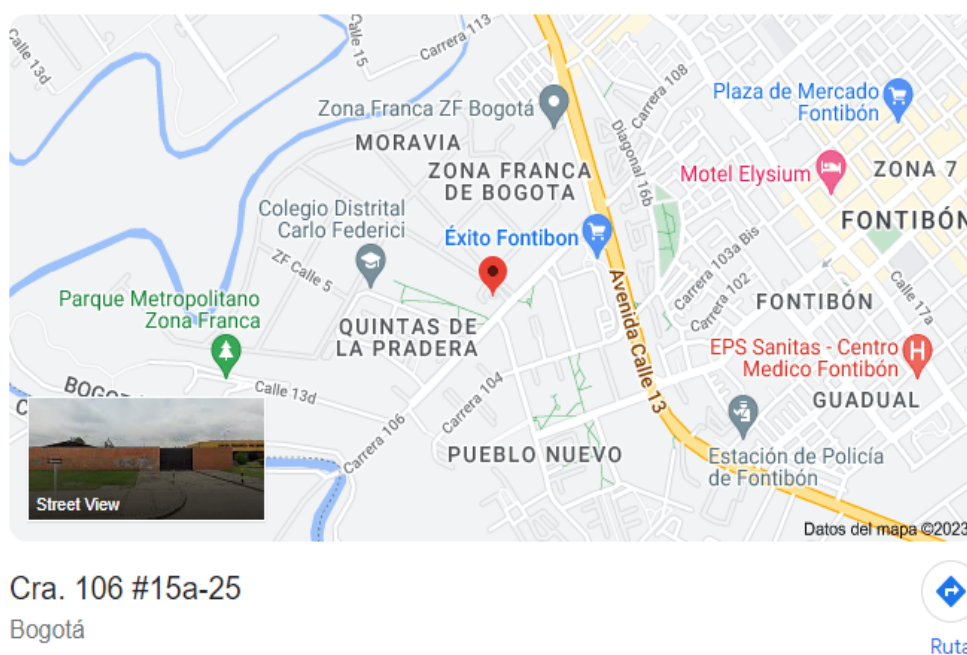 Calle 13d
Calle 15
Carrera 113
Zona Franca ZF Bogotá
MORAVIA
ZONA FRANCA
DE BOGOTA
Carrera 108
Diagonal 16b
Plaza de Mercado
Fontibón
Motel Elysium
ZONA 7
FONTIBÓN
Colegio Distrital
Carlo Federici
Éxito Fontibon
ZF Calle 5
Parque Metropolitano
Zona Franca
QUINTAS DE
LA PRADERA
Avenida Calle 13
Carrera 103a Bis
Carrera 102
FONTIBÓN
Calle 17a
EPS Sanitas - Centro
Medico Fontibón
GUADUAL
Calle 13d
Carrera 104
Carrera 106
PUEBLO NUEVO
Estación de Policía
de Fontibón
Street View
Datos del mapa ©2023
Cra. 106 #15a-25
Bogotá
Ruta